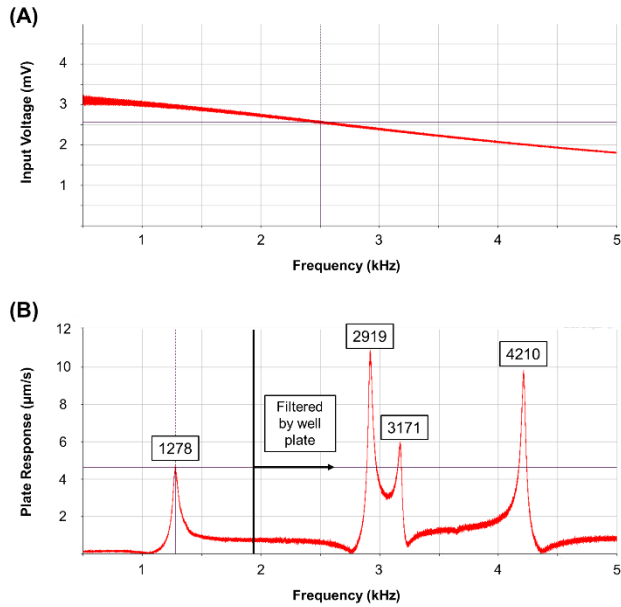 (A)
Input Voltage (mV)
4
3
2
1
1 2 3 4 5
Frequency (kHz)
(B)
Plate Response (μm/s)
12
10
8
6
4
2
2919
4210
Filtered
by well
plate
3171
1278
1 2 3 4 5
Frequency (kHz)